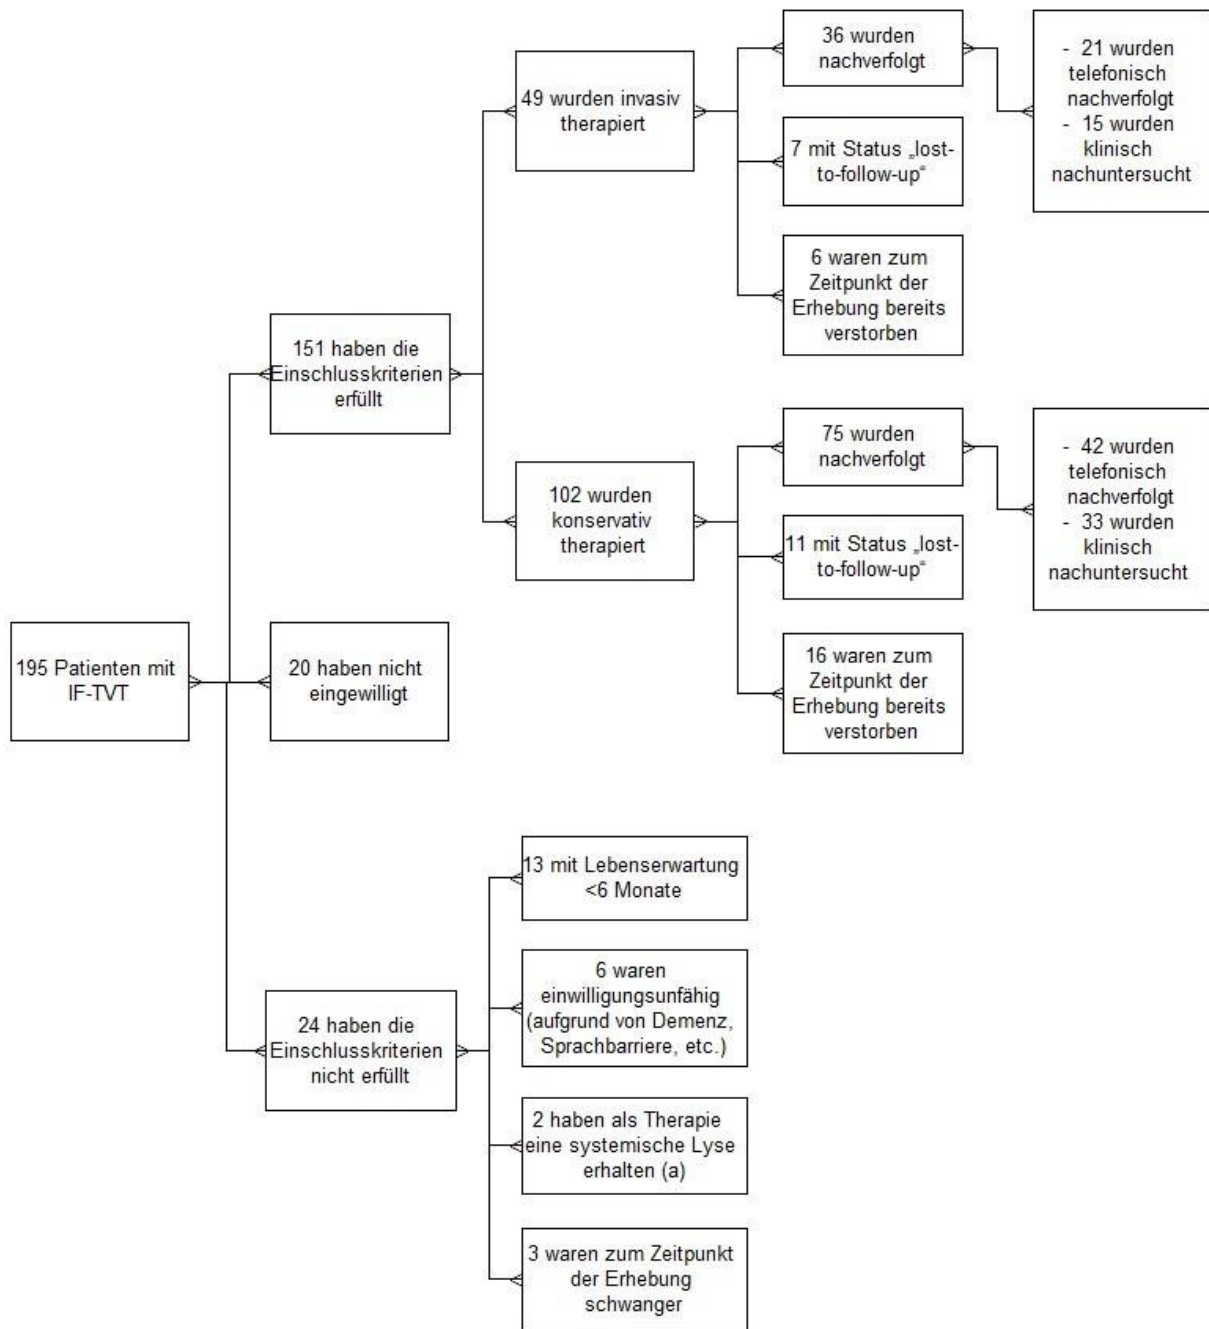 36 wurden
nachverfolgt
- 21 wurden
telefonisch
nachverfolgt
- 15 wurden
klinisch
nachuntersucht
49 wurden invasiv
therapiert
7 mit Status „lost-
to-follow-up“
6 waren zum
Zeitpunkt der
Erhebung bereits
verstorben
151 haben die
Einschlusskriterien
erfüllt
75 wurden
nachverfolgt
- 42 wurden
telefonisch
nachverfolgt
- 33 wurden
klinisch
nachuntersucht
102 wurden
konservativ
therapiert
11 mit Status „lost-
to-follow-up“
16 waren zum
Zeitpunkt der
Erhebung bereits
verstorben
195 Patienten mit
IF-TVT
20 haben nicht
eingewilligt
13 mit Lebenserwartung
<6 Monate
6 waren
einwilligungsunfähig
(aufgrund von Demenz,
Sprachbarriere, etc.)
24 haben die
Einschlusskriterien
nicht erfüllt
2 haben als Therapie
eine systemische Lyse
erhalten (a)
3 waren zum Zeitpunkt
der Erhebung
schwanger